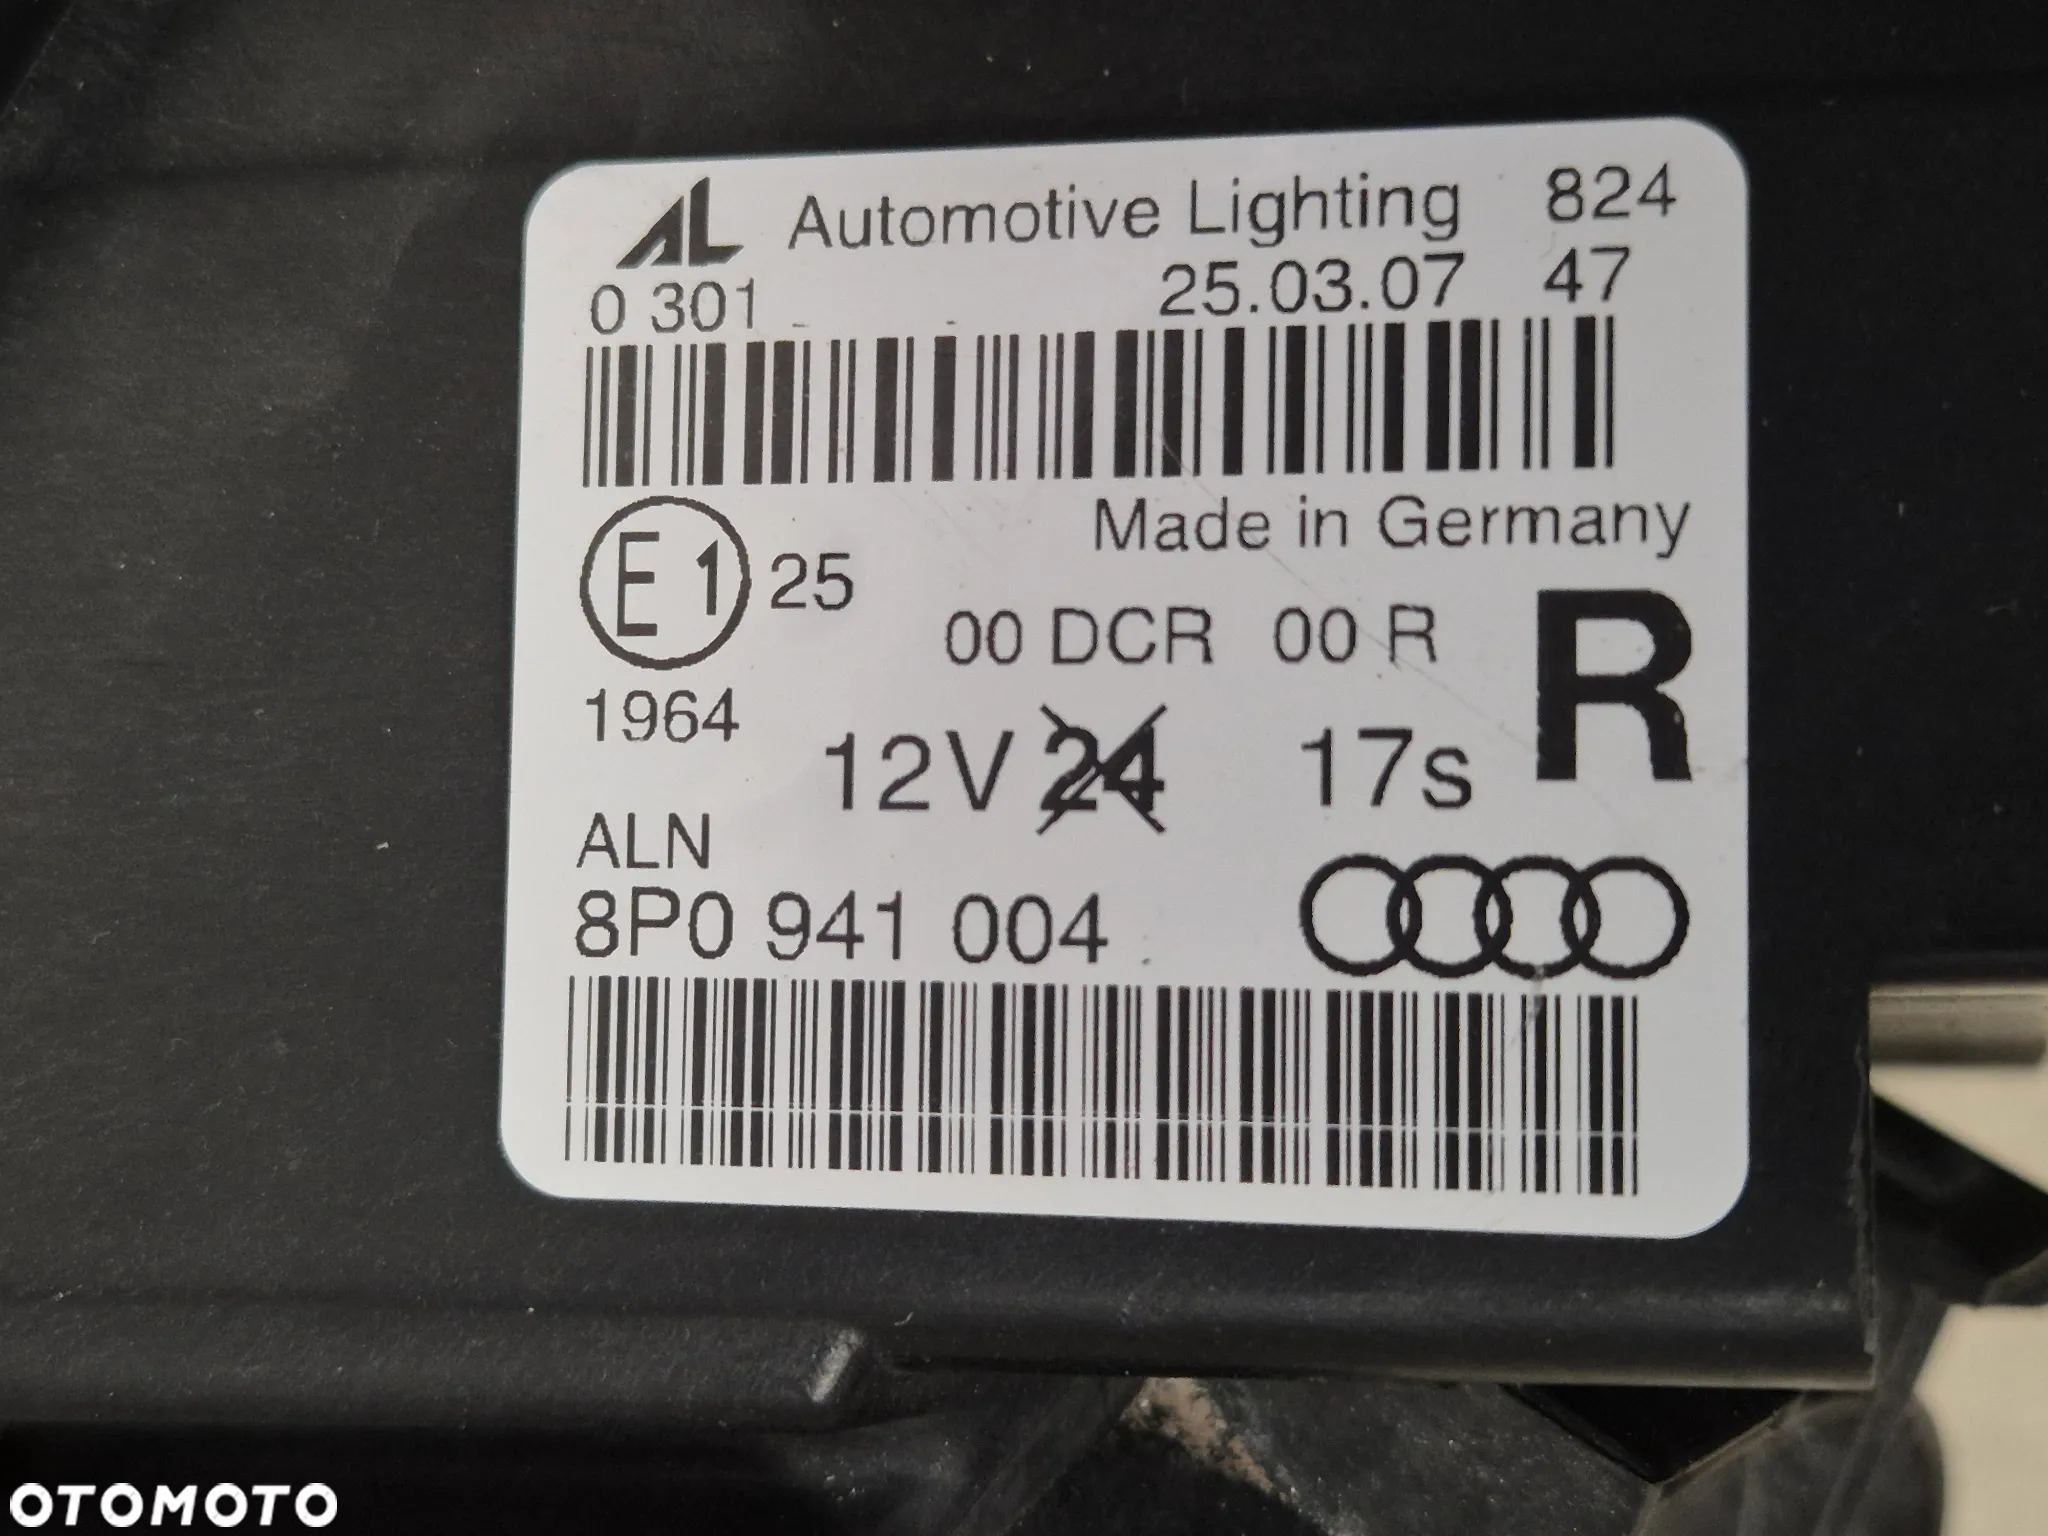 AL Automotive Lighting 824
0 301 25.03.07 47
Made in Germany
E1 25
00 DCR 00 R
R
1964
12V 24 17s
ALN
8P0 941 004
OTOMOTO